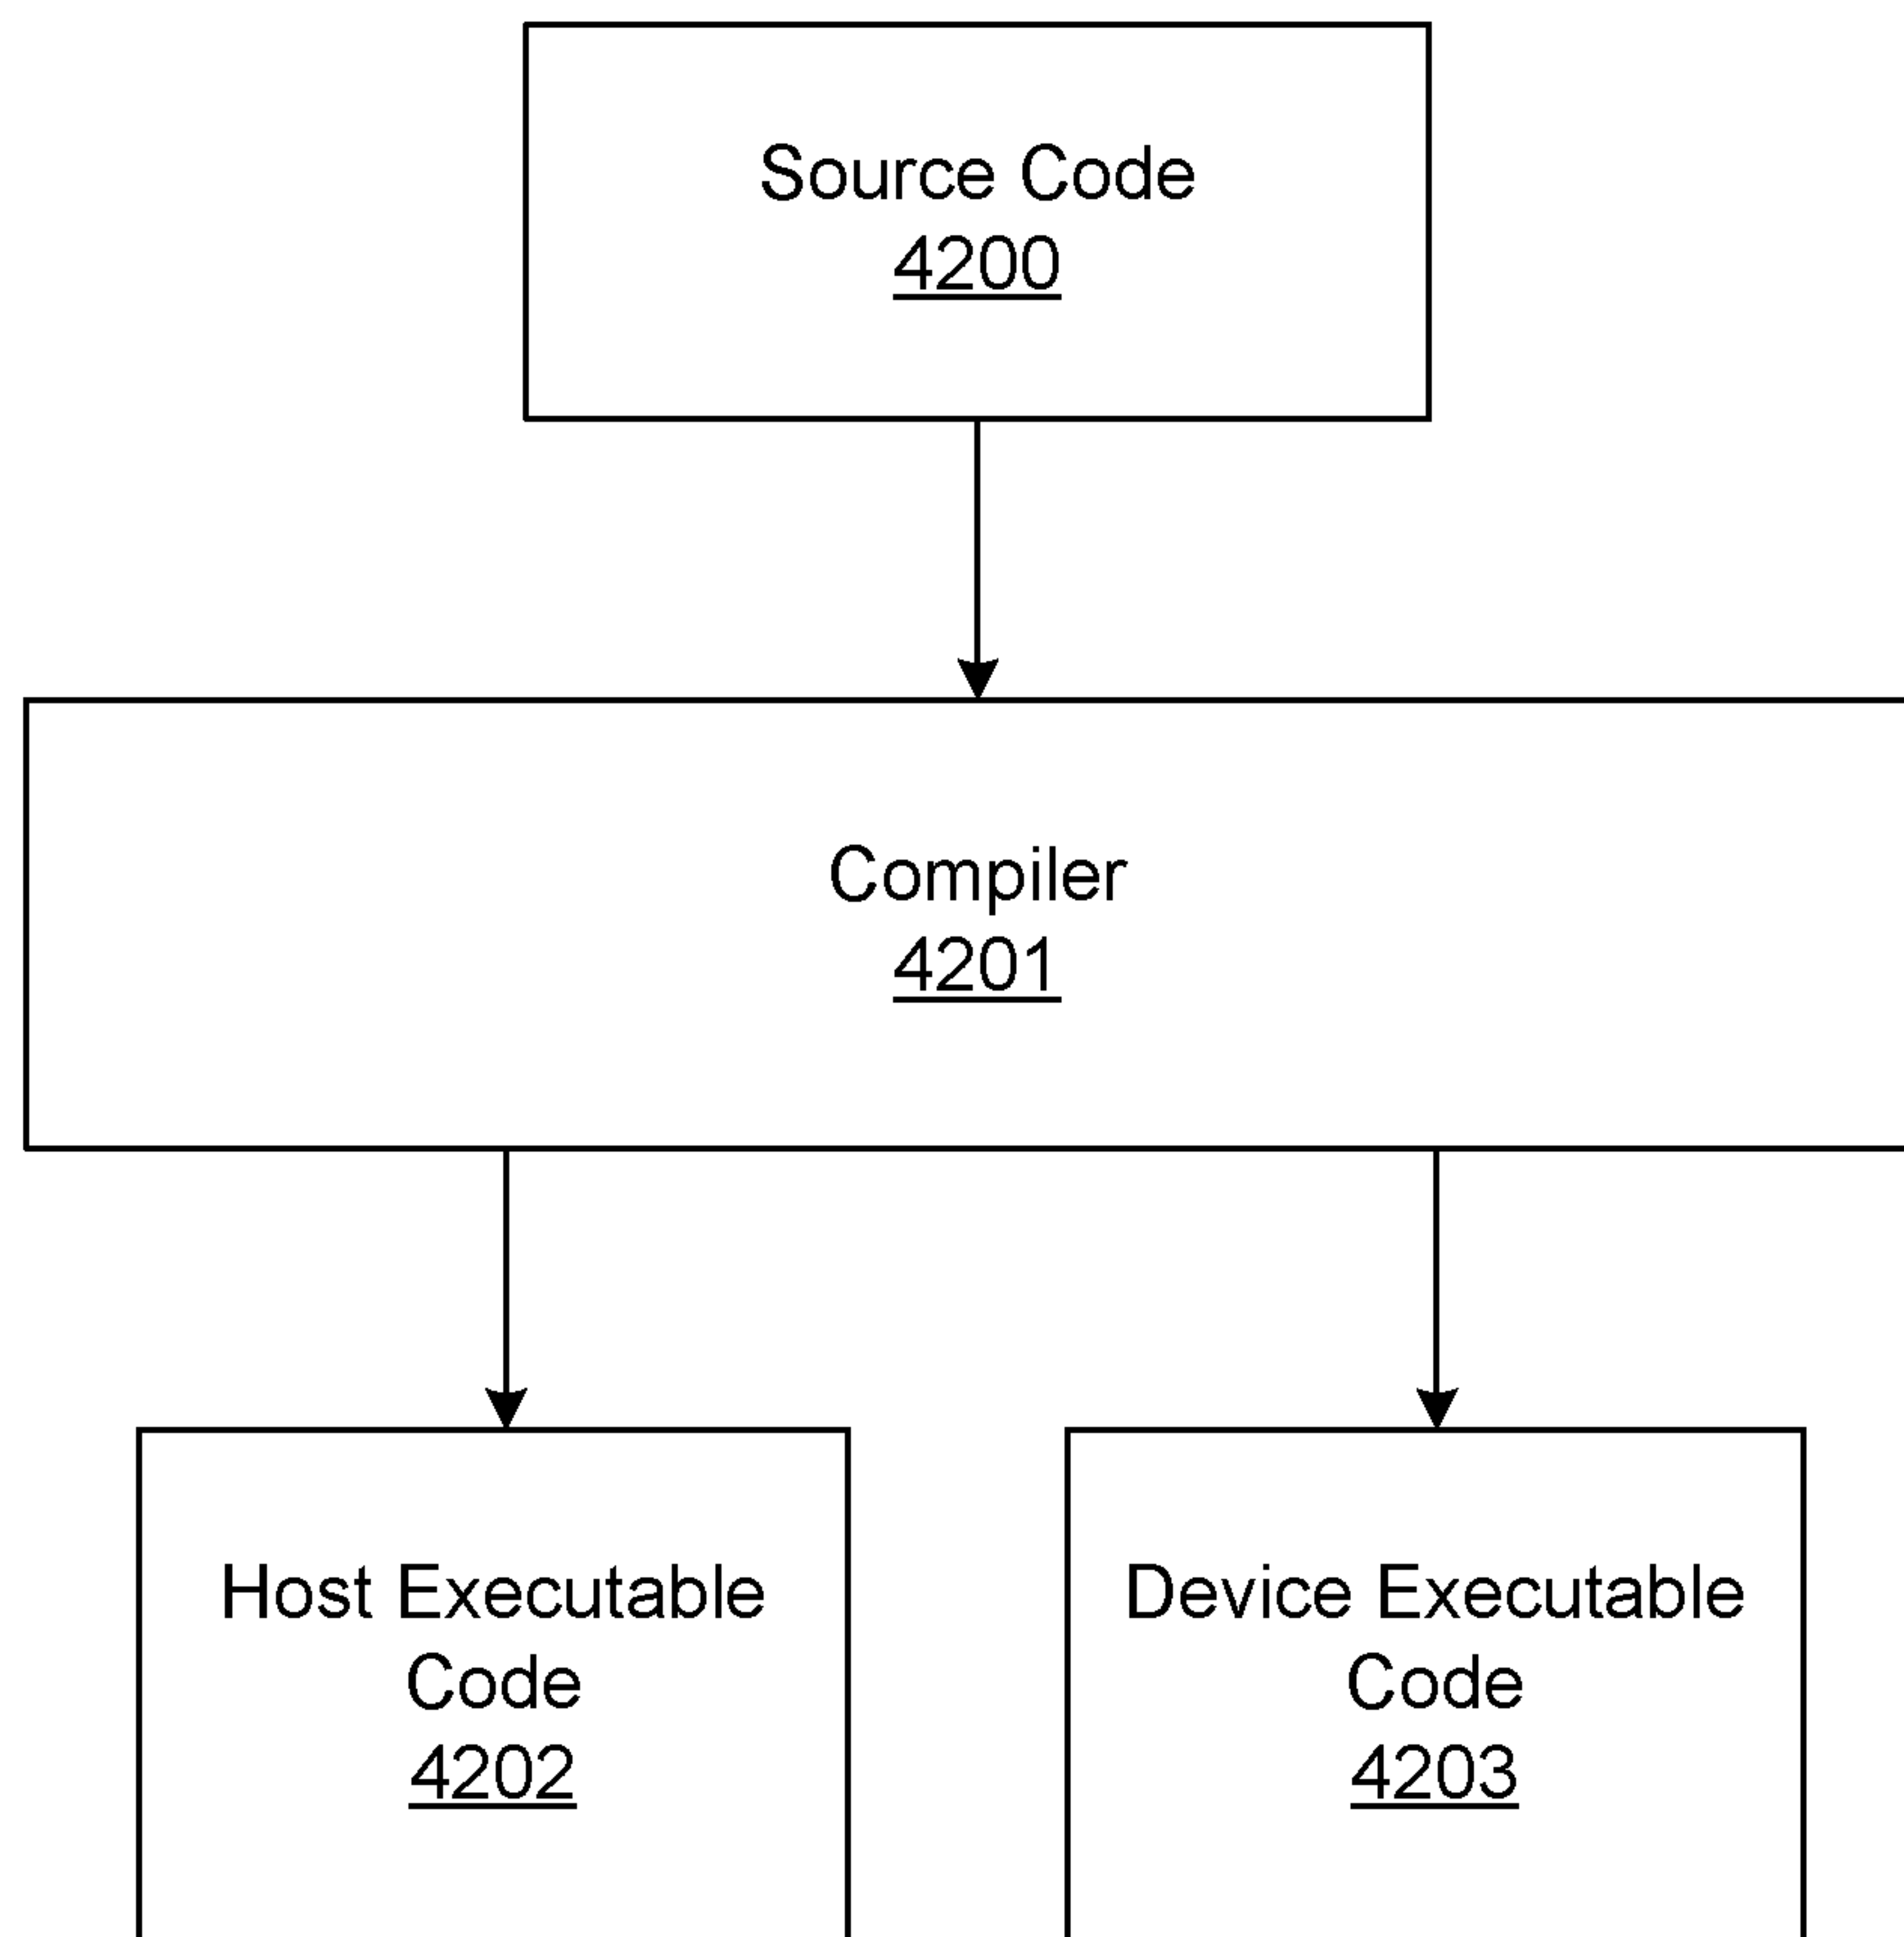 Source Code
4200
Compiler
4201
Host Executable
Code
4202
Device Executable
Code
4203